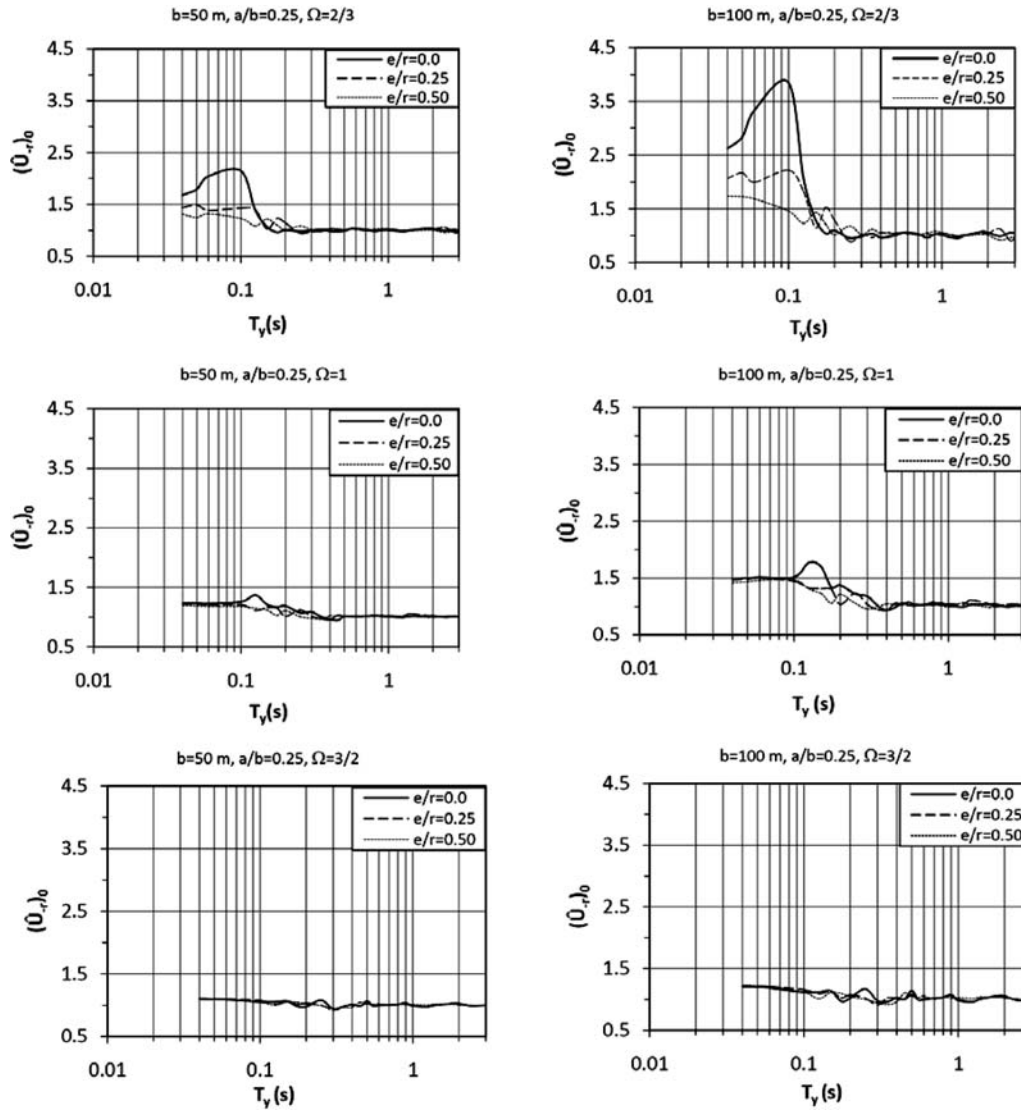 b=50 m, a/b=0.25, Ω=2/3
4.5
3.5
2.5
1.5
0.5
(Û-r)0
e/r=0.0
e/r=0.25
e/r=0.50
0.01
0.1
1
Ty(s)
b=100 m, a/b=0.25, Ω=2/3
4.5
3.5
2.5
1.5
0.5
(Û-r)0
e/r=0.0
e/r=0.25
e/r=0.50
0.01
0.1
1
Ty(s)
b=50 m, a/b=0.25, Ω=1
4.5
3.5
2.5
1.5
0.5
(Û-r)0
e/r=0.0
e/r=0.25
e/r=0.50
0.01
0.1
1
Ty(s)
b=100 m, a/b=0.25, Ω=1
4.5
3.5
2.5
1.5
0.5
(Û-r)0
e/r=0.0
e/r=0.25
e/r=0.50
0.01
0.1
1
Ty (s)
b=50 m, a/b=0.25, Ω=3/2
4.5
3.5
2.5
1.5
0.5
(Û-r)0
e/r=0.0
e/r=0.25
e/r=0.50
0.01
0.1
1
Ty (s)
b=100 m, a/b=0.25, Ω=3/2
4.5
3.5
2.5
1.5
0.5
(Û-r)0
e/r=0.0
e/r=0.25
e/r=0.50
0.01
0.1
1
Ty (s)